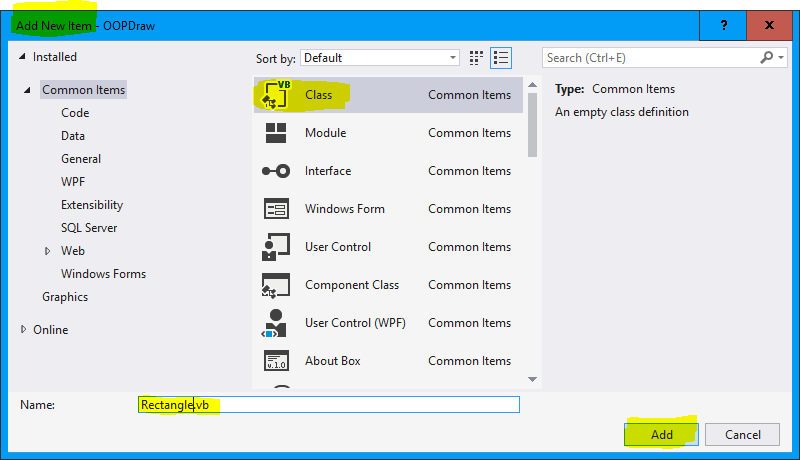 Add New Item - OOPDraw
?
X
Installed
Sort by: Default
Search (Ctrl+E)
Common Items
Code
Data
General
WPF
Extensibility
SQL Server
Web
Windows Forms
Graphics
Online
VB
Class Common Items
Module Common Items
Interface Common Items
Windows Form Common Items
User Control Common Items
Component Class Common Items
User Control (WPF) Common Items
v.1.0
About Box Common Items
Type: Common Items
An empty class definition
Name: Rectangle.vb
Add Cancel